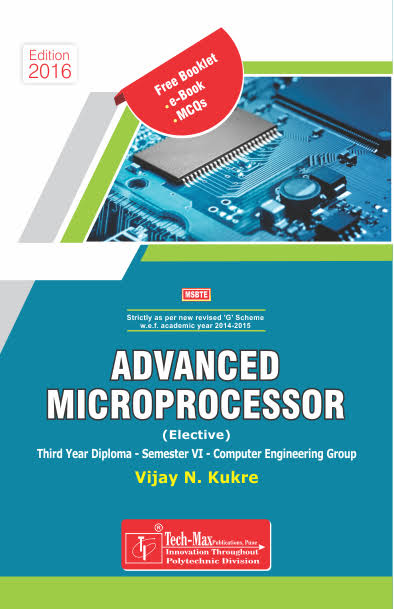 Edition
2016
Free Booklet
• e-Book
• MCQs
MSBTE
Strictly as per new revised 'G' Scheme
w.e.f. academic year 2014-2015
ADVANCED
MICROPROCESSOR
(Elective)
Third Year Diploma - Semester VI - Computer Engineering Group
Vijay N. Kukre
®
Tech-Max Publications, Pune
Innovation Throughout
Polytechnic Division